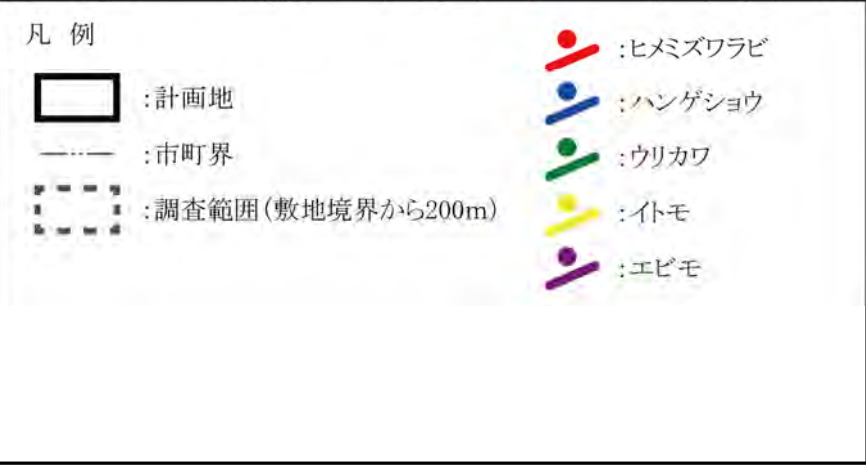 凡 例
:計画地
:市町界
:調査範囲(敷地境界から200m)
:ヒメミズワラビ
:ハンゲショウ
:ウリカワ
:イトモ
:エビモ